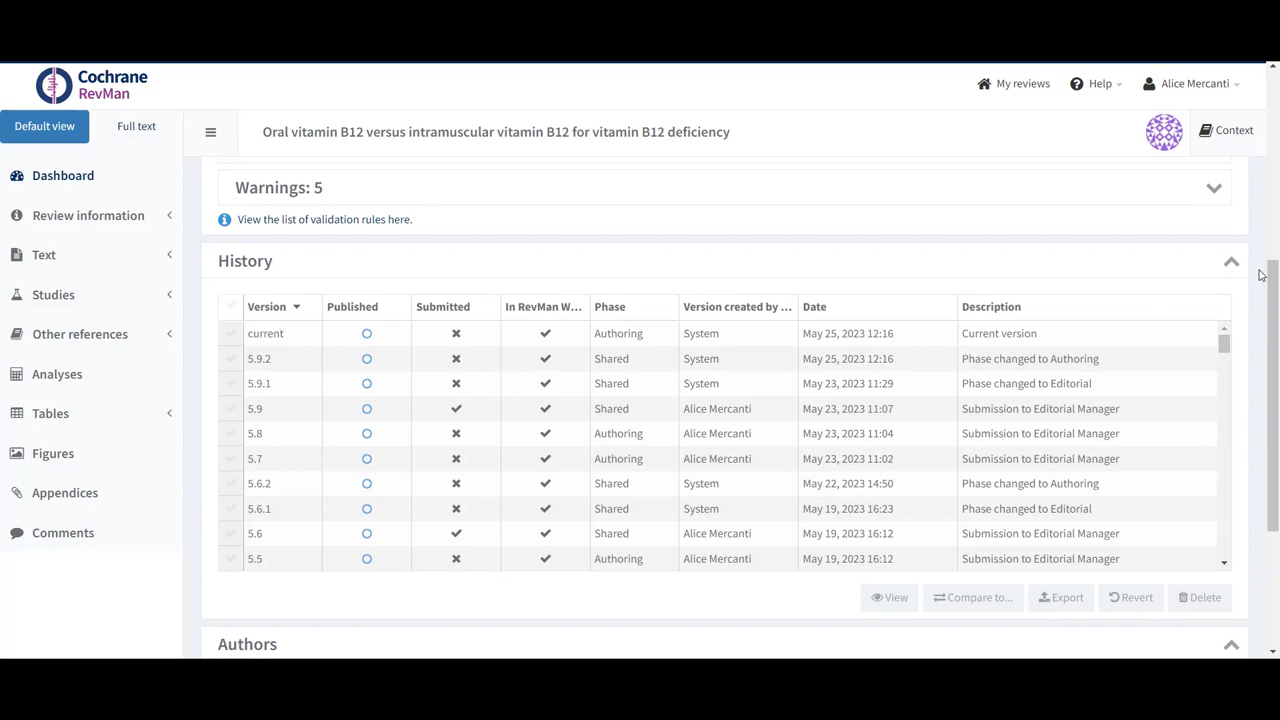 Cochrane
RevMan
My reviews
Help
Alice Mercanti
Default view
Full text
Oral vitamin B12 versus intramuscular vitamin B12 for vitamin B12 deficiency
Context
Dashboard
Review information
Text
Studies
Other references
Analyses
Tables
Figures
Appendices
Comments
Warnings: 5
View the list of validation rules here.
History
Version Published Submitted In RevMan W... Phase Version created by ... Date Description
current Authoring System May 25, 2023 12:16 Current version
5.9.2 Shared System May 25, 2023 12:16 Phase changed to Authoring
5.9.1 Shared System May 23, 2023 11:29 Phase changed to Editorial
5.9 Shared Alice Mercanti May 23, 2023 11:07 Submission to Editorial Manager
5.8 Authoring Alice Mercanti May 23, 2023 11:04 Submission to Editorial Manager
5.7 Authoring Alice Mercanti May 23, 2023 11:02 Submission to Editorial Manager
5.6.2 Shared System May 22, 2023 14:50 Phase changed to Authoring
5.6.1 Shared System May 19, 2023 16:23 Phase changed to Editorial
5.6 Shared Alice Mercanti May 19, 2023 16:12 Submission to Editorial Manager
5.5 Authoring Alice Mercanti May 19, 2023 16:12 Submission to Editorial Manager
View Compare to... Export Revert Delete
Authors